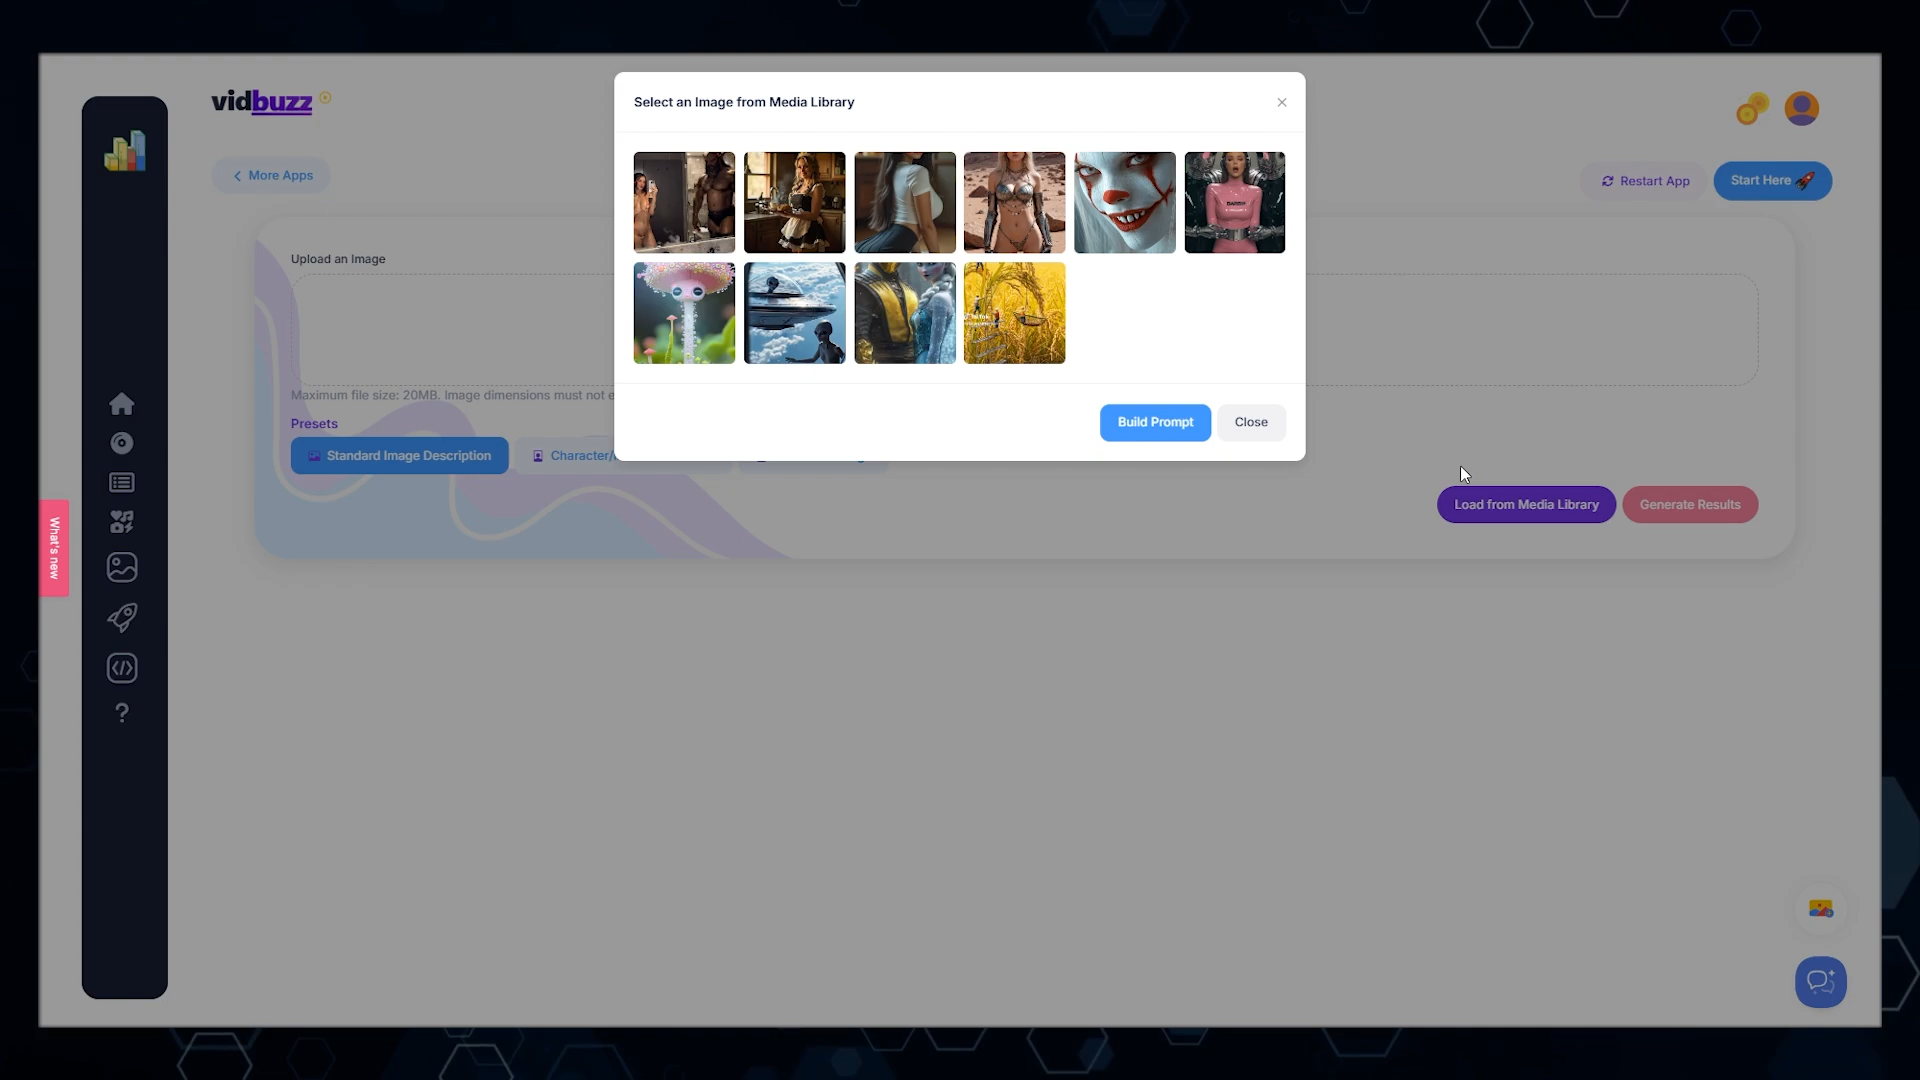 vidbuzz
Select an Image from Media Library
More Apps
Restart App
Start Here
Upload an Image
Maximum file size: 20MB. Image dimensions must not e
Presets
Standard Image Description
Character/
Build Prompt
Close
Load from Media Library
Generate Results
What's new